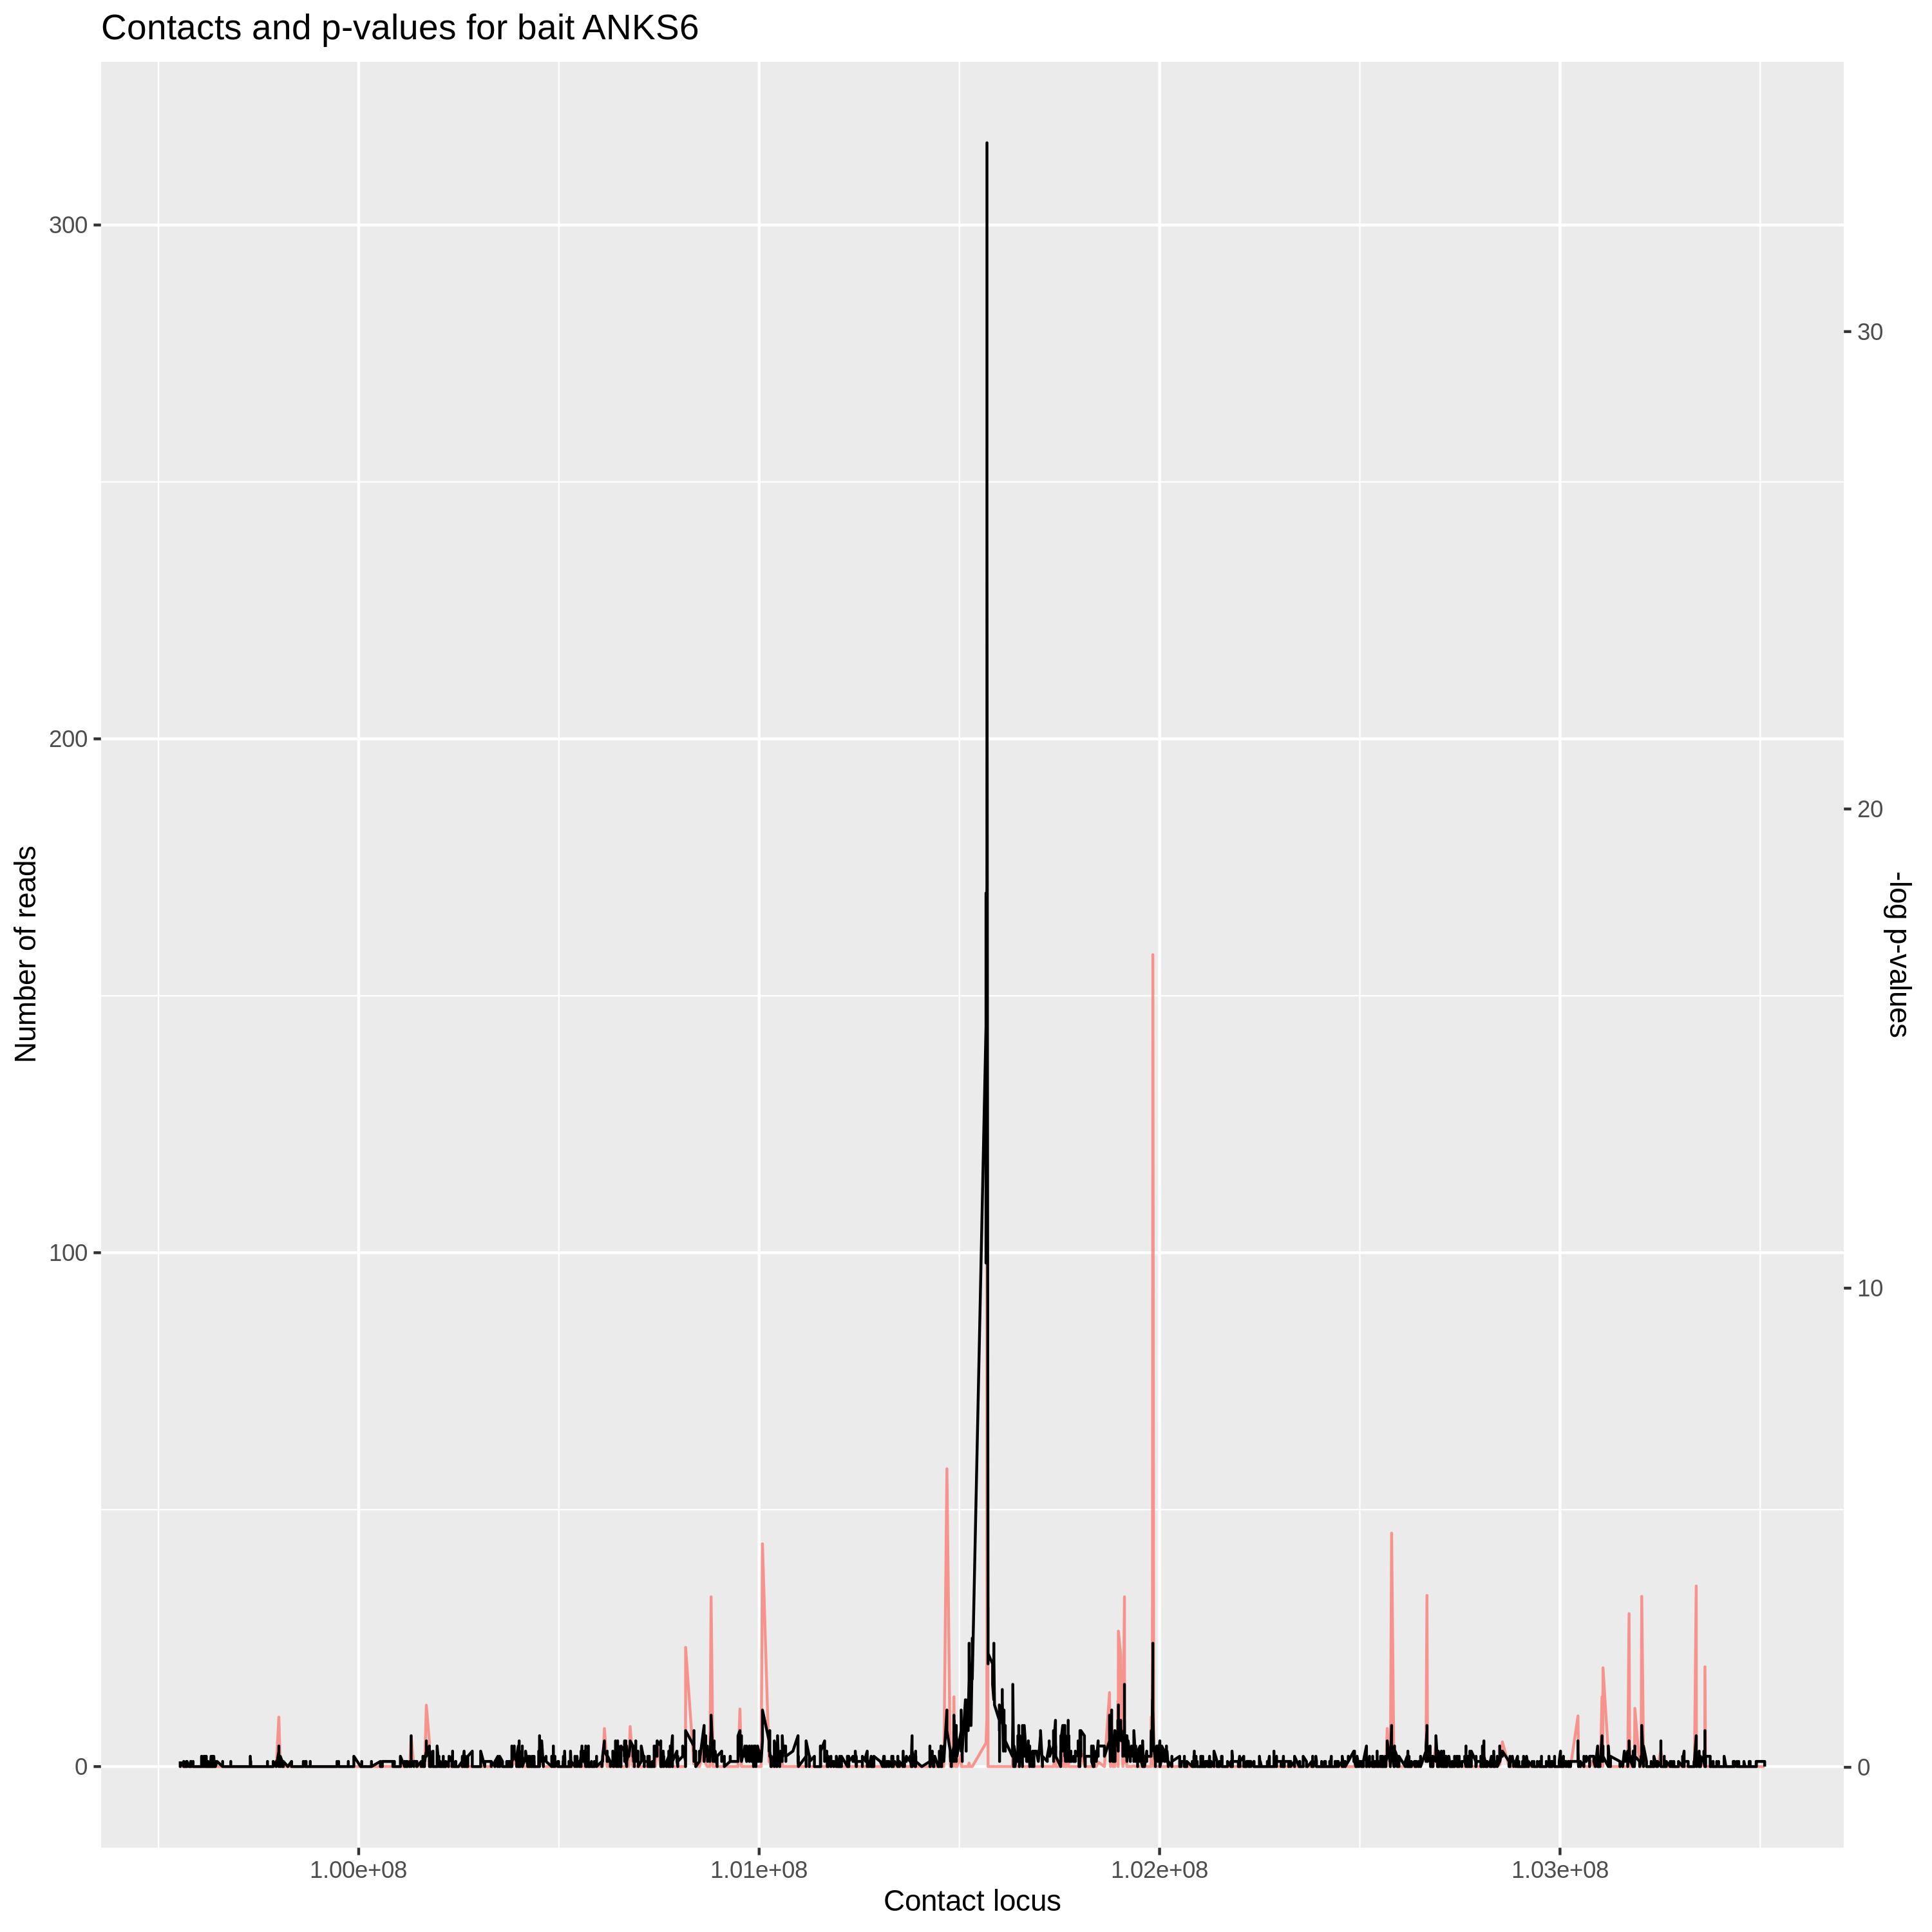 Contacts and p-values for bait ANKS6
300
200
100
0
Number of reads
30
20
10
0
-log p-values
1.00e+08
1.01e+08
1.02e+08
1.03e+08
Contact locus